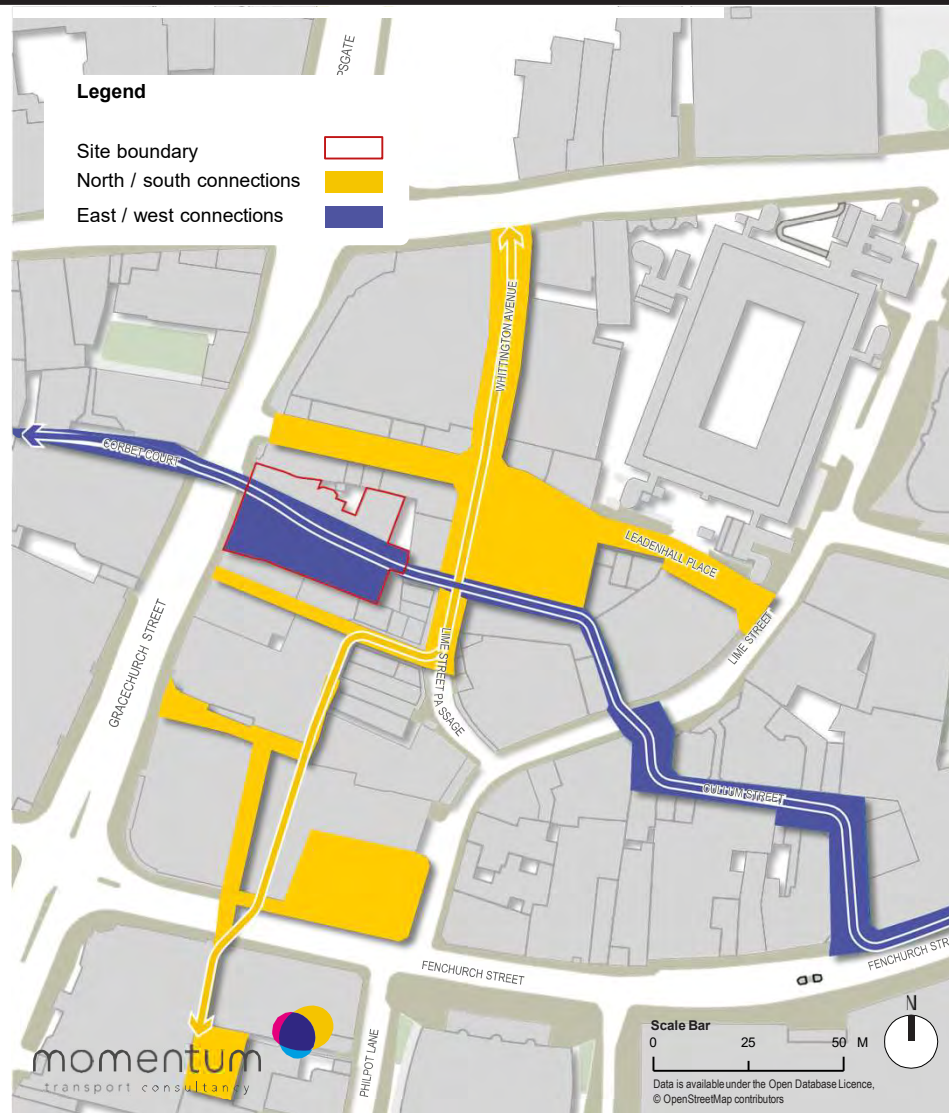 PSGATE
Legend
Site boundary
North / south connections
East / west connections
WHITTINGTON AVENUE
CORBET COURT
LEADENHALL PLACE
LIME STREET
GRACECHURCH STREET
LIME STREET PASSAGE
CULLUM STREET
FENCHURCH STREET
FENCHURCH STR
PHILPOT LANE
momentum
transport consultancy
Scale Bar
0 25 50 M
N
Data is available under the Open Database Licence,
© OpenStreetMap contributors